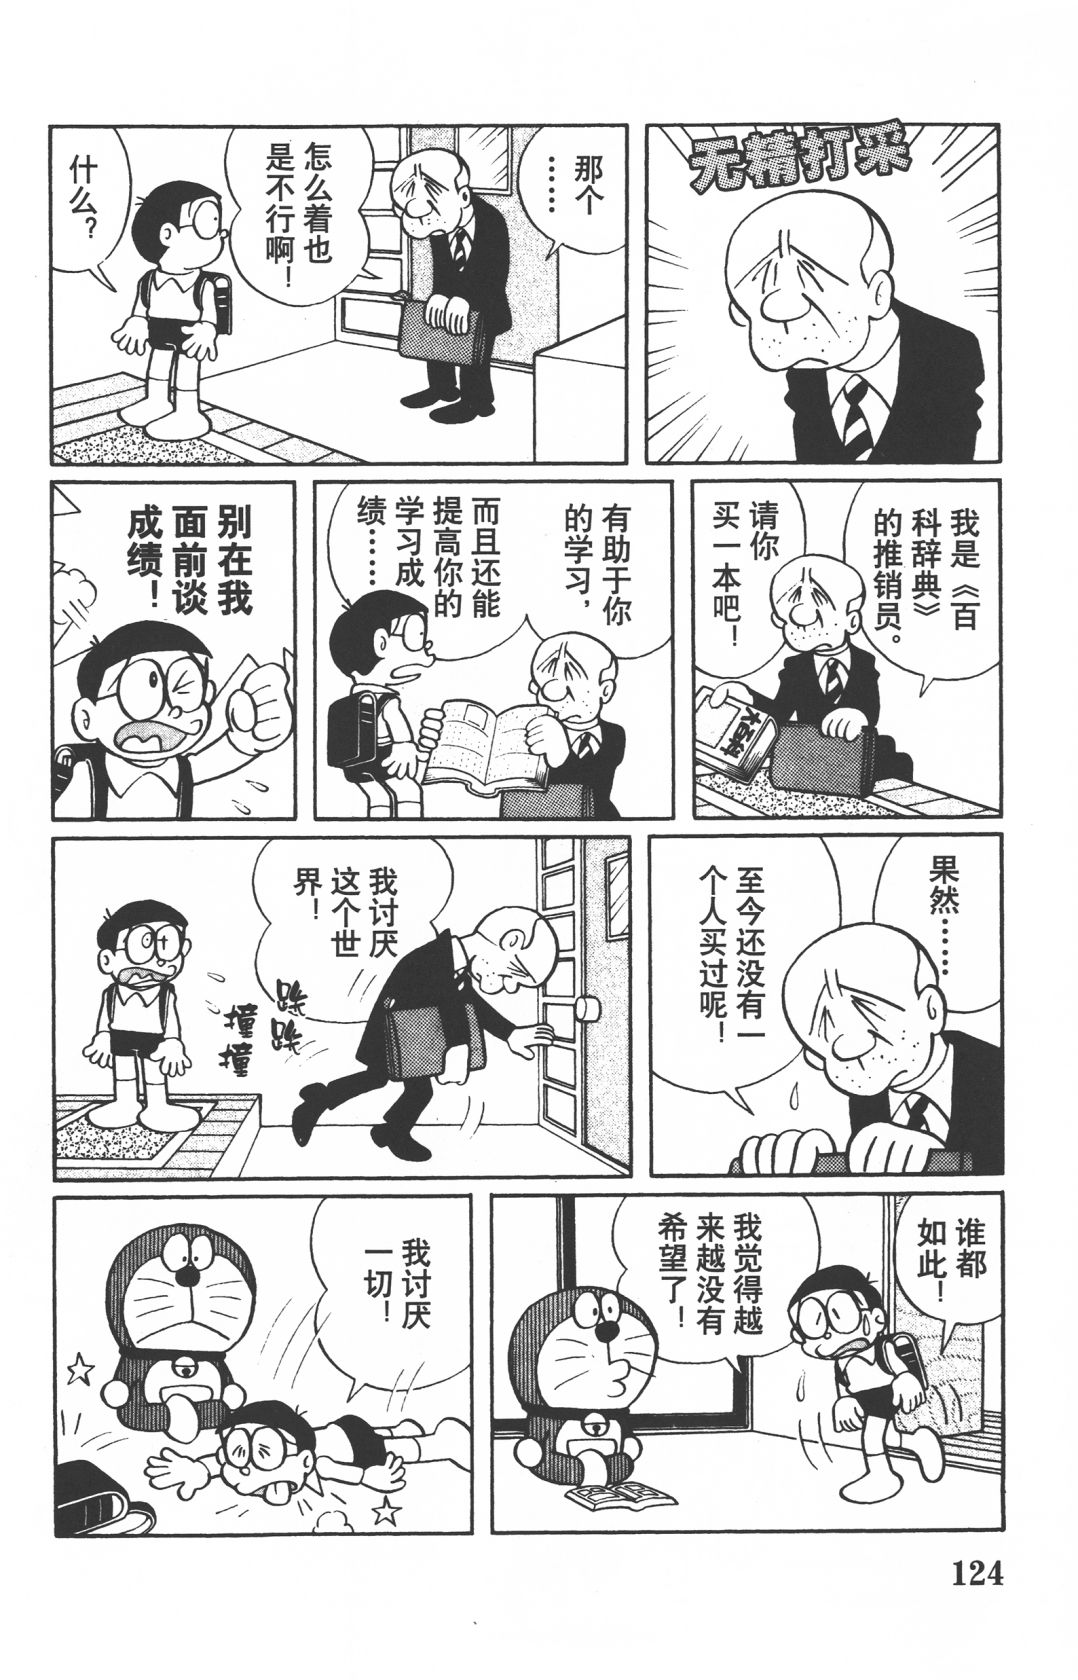 无精打采
那个
……
怎么着也
是不行啊！
什么？
我是《百
科辞典》
的推销员。
请你
买一本吧！
大百科
有助于你
的学习，
而且还能
提高你的
学习成
绩……
别在我
面前谈
成绩！
果然……
至今还没有一
个人买过呢！
我讨厌
这个世
界！
跌跌
撞撞
谁都
如此！
我觉得越
来越没有
希望了！
我讨厌
一切！
124